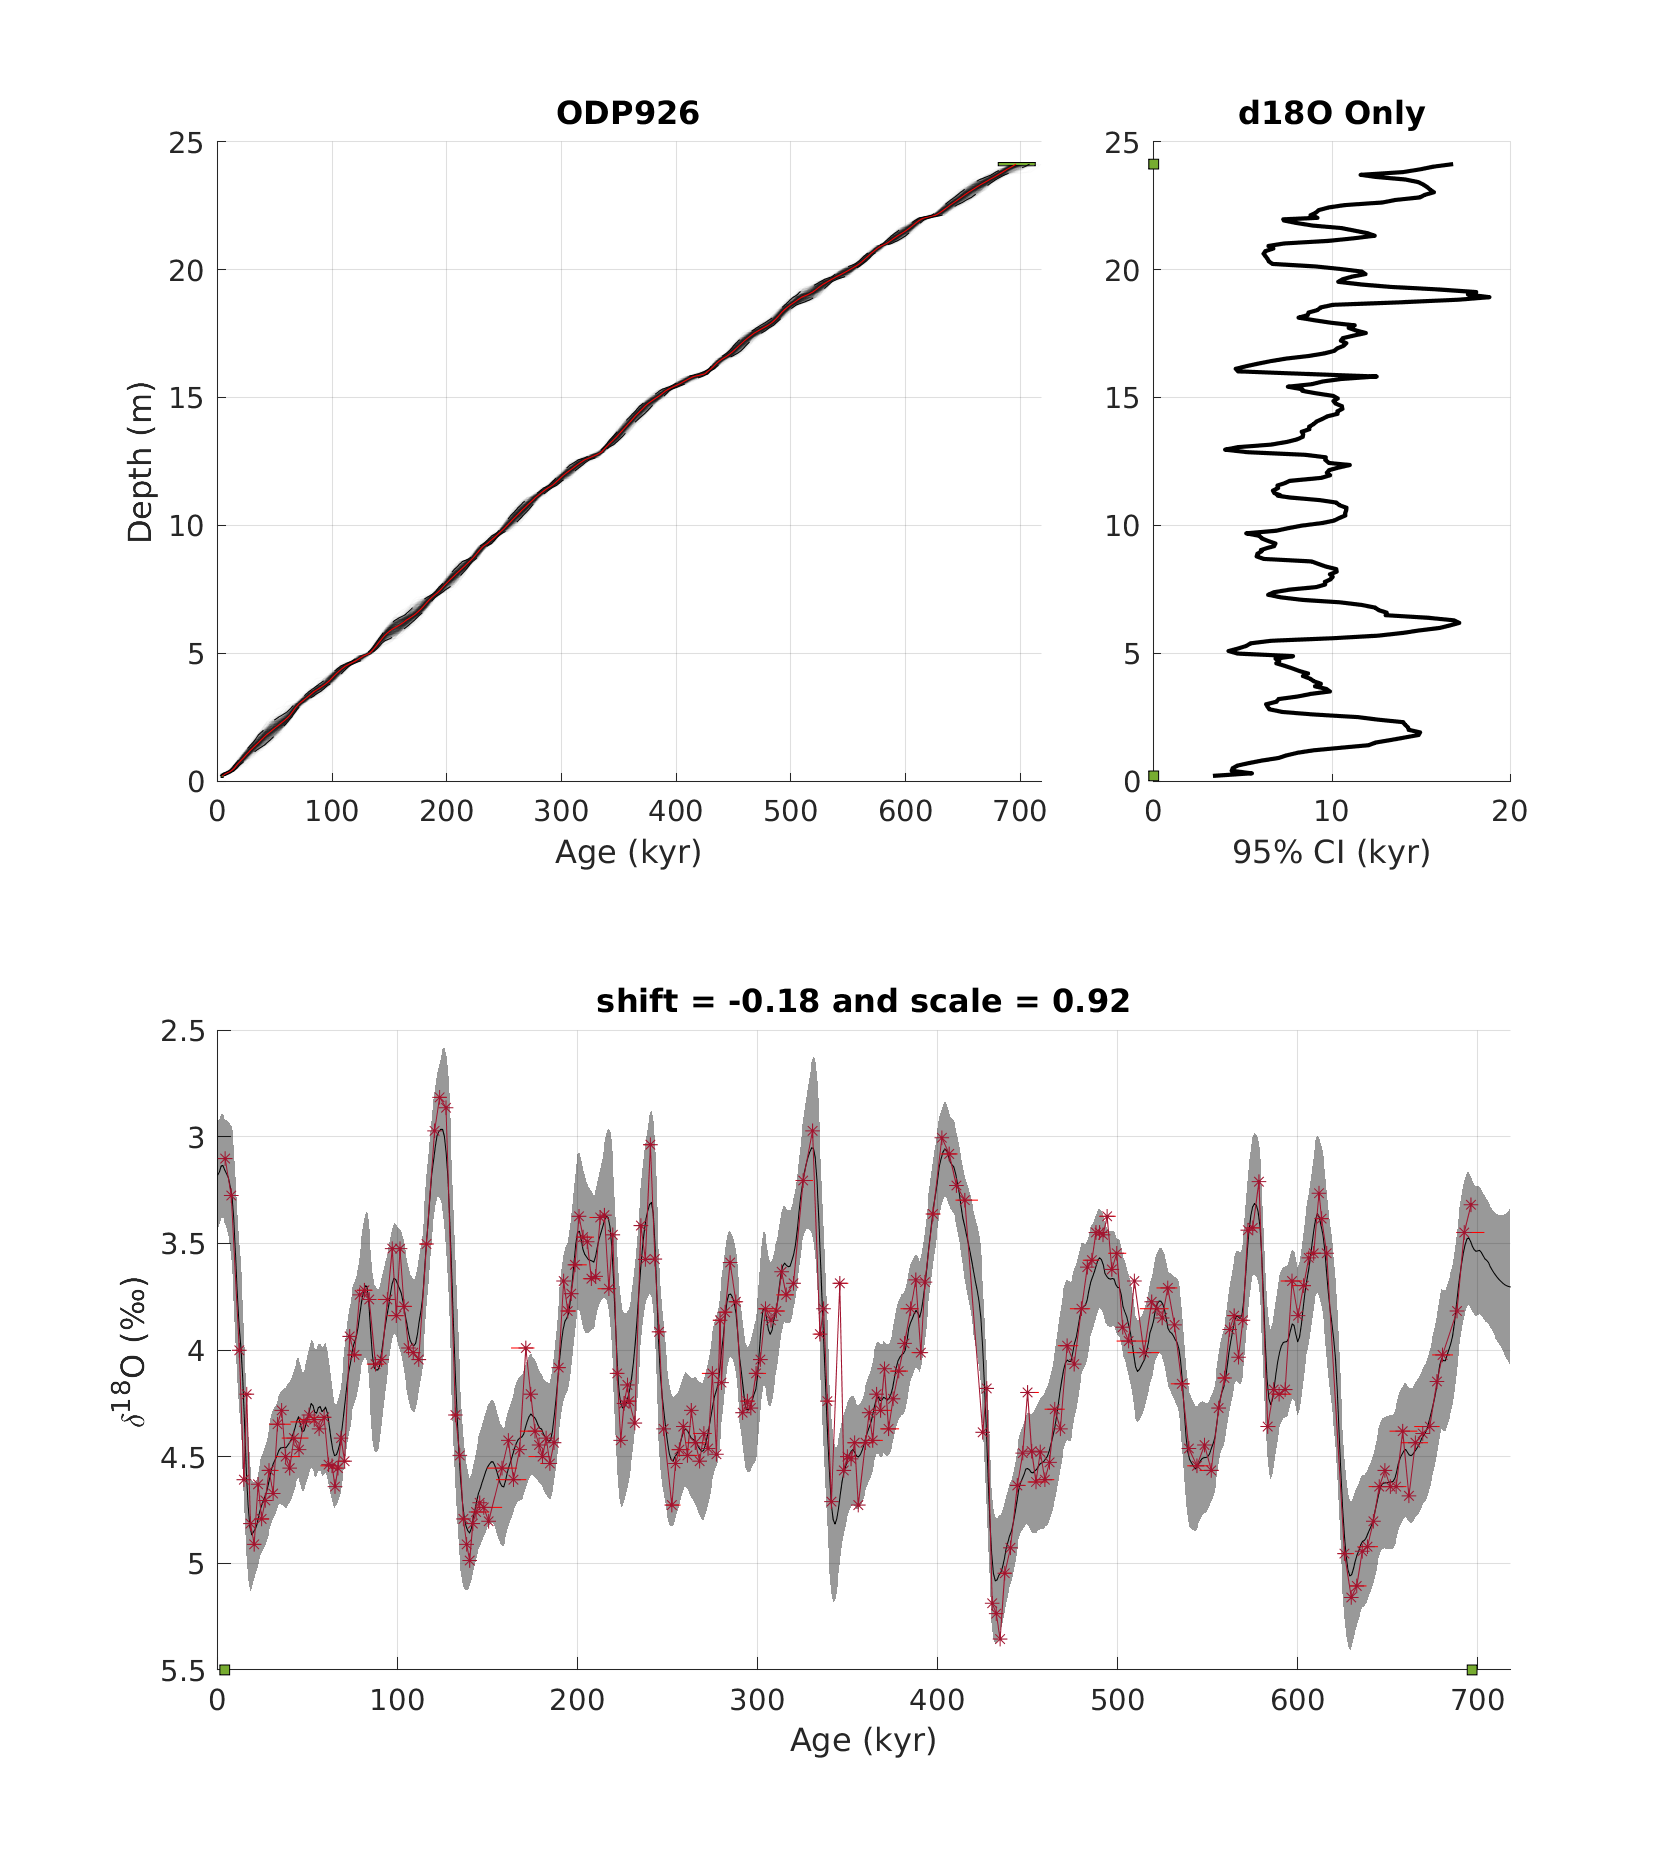 ODP926
25
20
15
10
5
0
Depth (m)
0 100 200 300 400 500 600 700
Age (kyr)
d18O Only
25
20
15
10
5
0
0 10 20
95% CI (kyr)
shift = -0.18 and scale = 0.92
2.5
3
3.5
4
4.5
5
5.5
δ¹⁸O (‰)
0 100 200 300 400 500 600 700
Age (kyr)